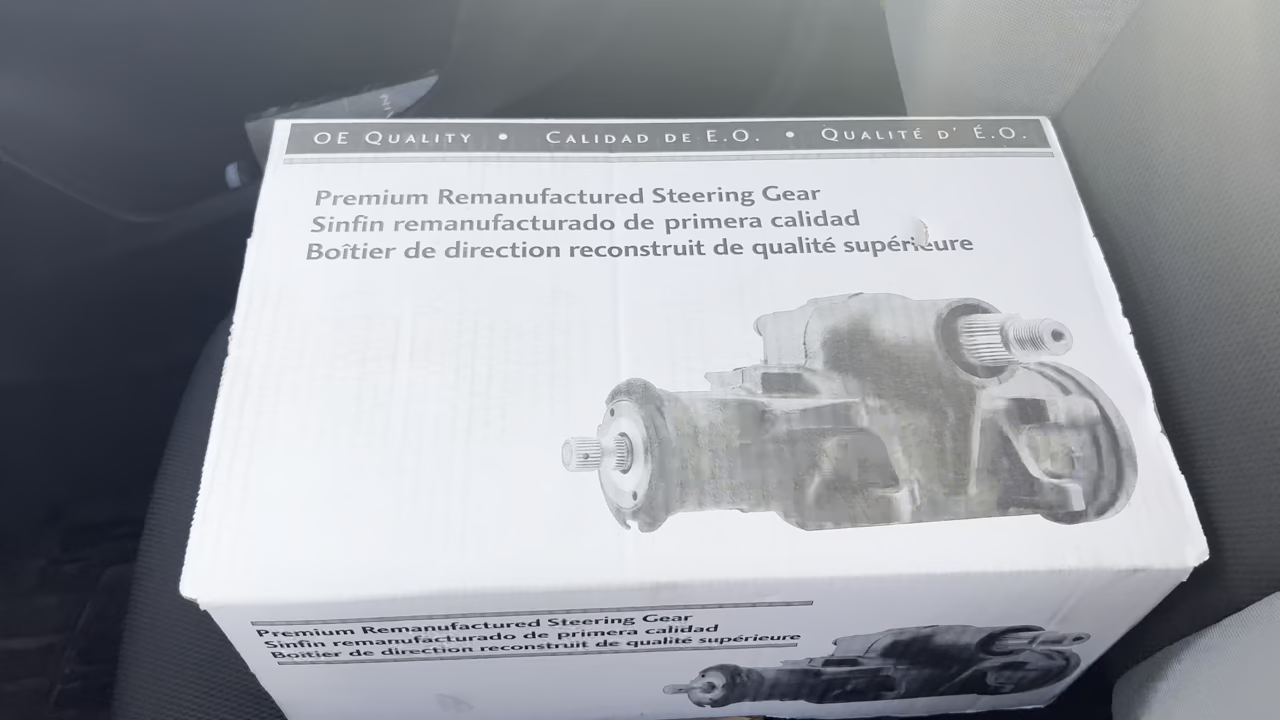 OE QUALITY • CALIDAD DE E.O. • QUALITÉ D' É.O.
Premium Remanufactured Steering Gear
Sinfin remanufacturado de primera calidad
Boîtier de direction reconstruit de qualité supérieure
Premium Remanufactured Steering Gear
Sinfin remanufacturado de primera calidad
Boîtier de direction reconstruit de qualité supérieure